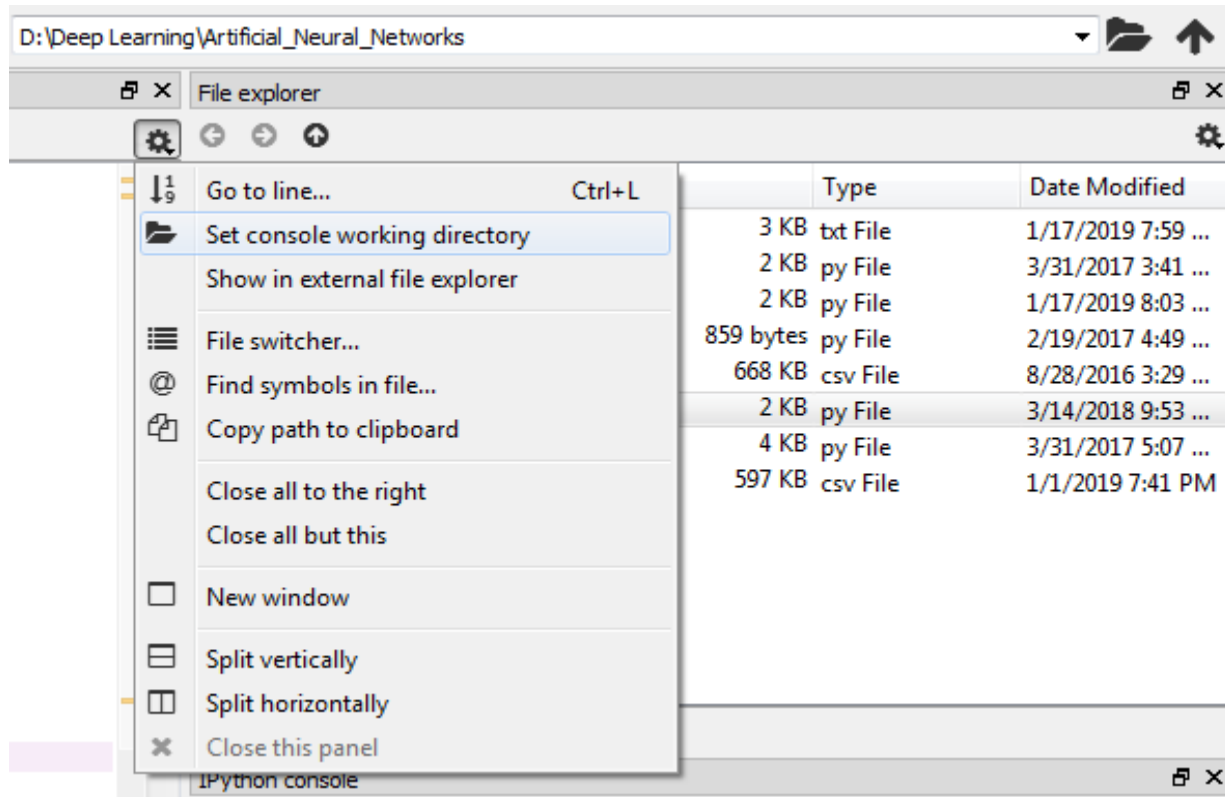 D:\Deep Learning\Artificial_Neural_Networks
File explorer
Go to line... Ctrl+L
Set console working directory
Show in external file explorer
File switcher...
Find symbols in file...
Copy path to clipboard
Close all to the right
Close all but this
New window
Split vertically
Split horizontally
Close this panel
Type Date Modified
3 KB txt File 1/17/2019 7:59 ...
2 KB py File 3/31/2017 3:41 ...
2 KB py File 1/17/2019 8:03 ...
859 bytes py File 2/19/2017 4:49 ...
668 KB csv File 8/28/2016 3:29 ...
2 KB py File 3/14/2018 9:53 ...
4 KB py File 3/31/2017 5:07 ...
597 KB csv File 1/1/2019 7:41 PM
IPython console